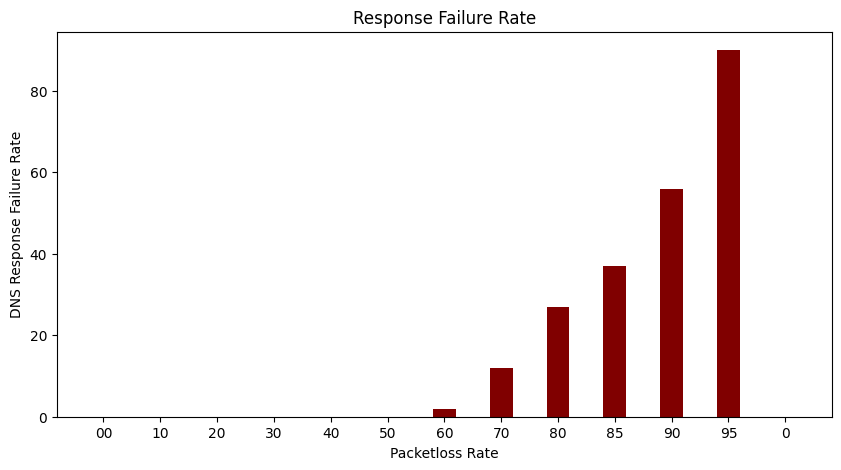 Response Failure Rate
DNS Response Failure Rate
80
60
40
20
0
00 10 20 30 40 50 60 70 80 85 90 95 0
Packetloss Rate